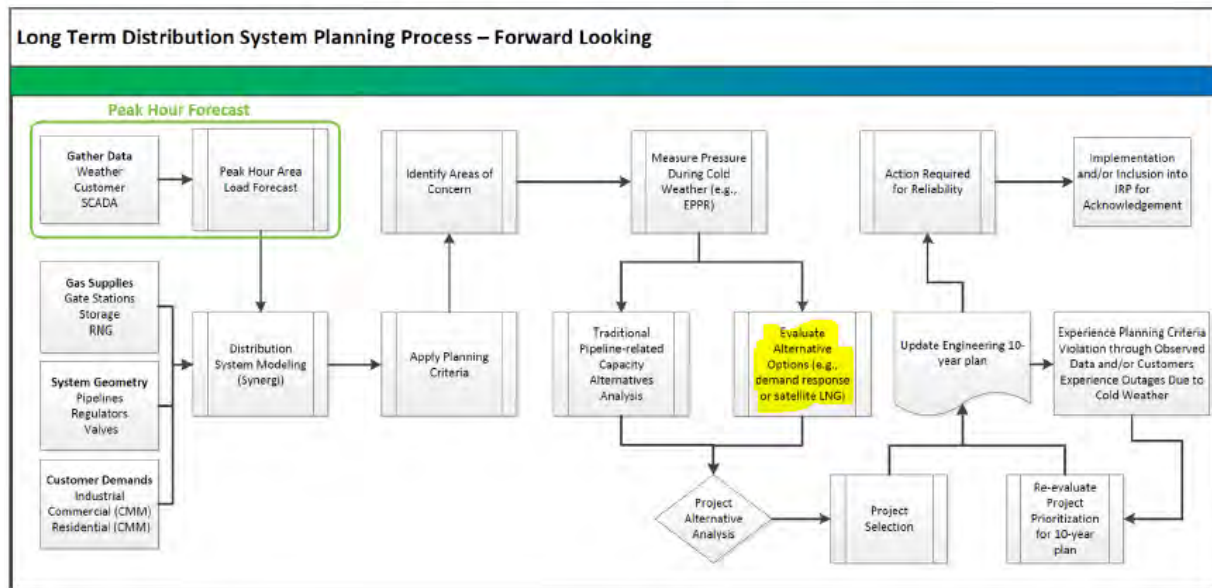 Long Term Distribution System Planning Process – Forward Looking
Peak Hour Forecast
Gather Data
Weather
Customer
SCADA
Peak Hour Area
Load Forecast
Identify Areas of
Concern
Measure Pressure
During Cold
Weather (e.g.,
EPPR)
Action Required
for Reliability
Implementation
and/or Inclusion into
IRP for
Acknowledgement
Gas Supplies
Gate Stations
Storage
RNG
System Geometry
Pipelines
Regulators
Valves
Customer Demands
Industrial
Commercial (CMM)
Residential (CMM)
Distribution
System Modeling
(Synergi)
Apply Planning
Criteria
Traditional
Pipeline-related
Capacity
Alternatives
Analysis
Evaluate
Alternative
Options (e.g.,
demand response
or satellite LNG)
Update Engineering 10-
year plan
Experience Planning Criteria
Violation through Observed
Data and/or Customers
Experience Outages Due to
Cold Weather
Project
Alternative
Analysis
Project
Selection
Re-evaluate
Project
Prioritization
for 10-year
plan